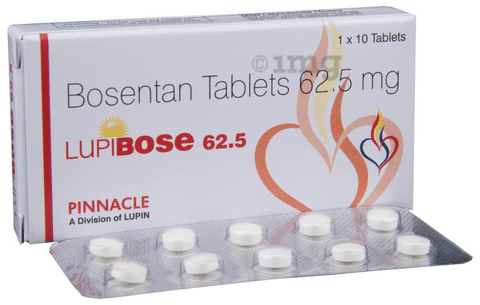 1 x 10 Tablets
© 1mg
Bosentan Tablets 62.5 mg
LUPIBOSE 62.5
PINNACLE
A Division of LUPIN